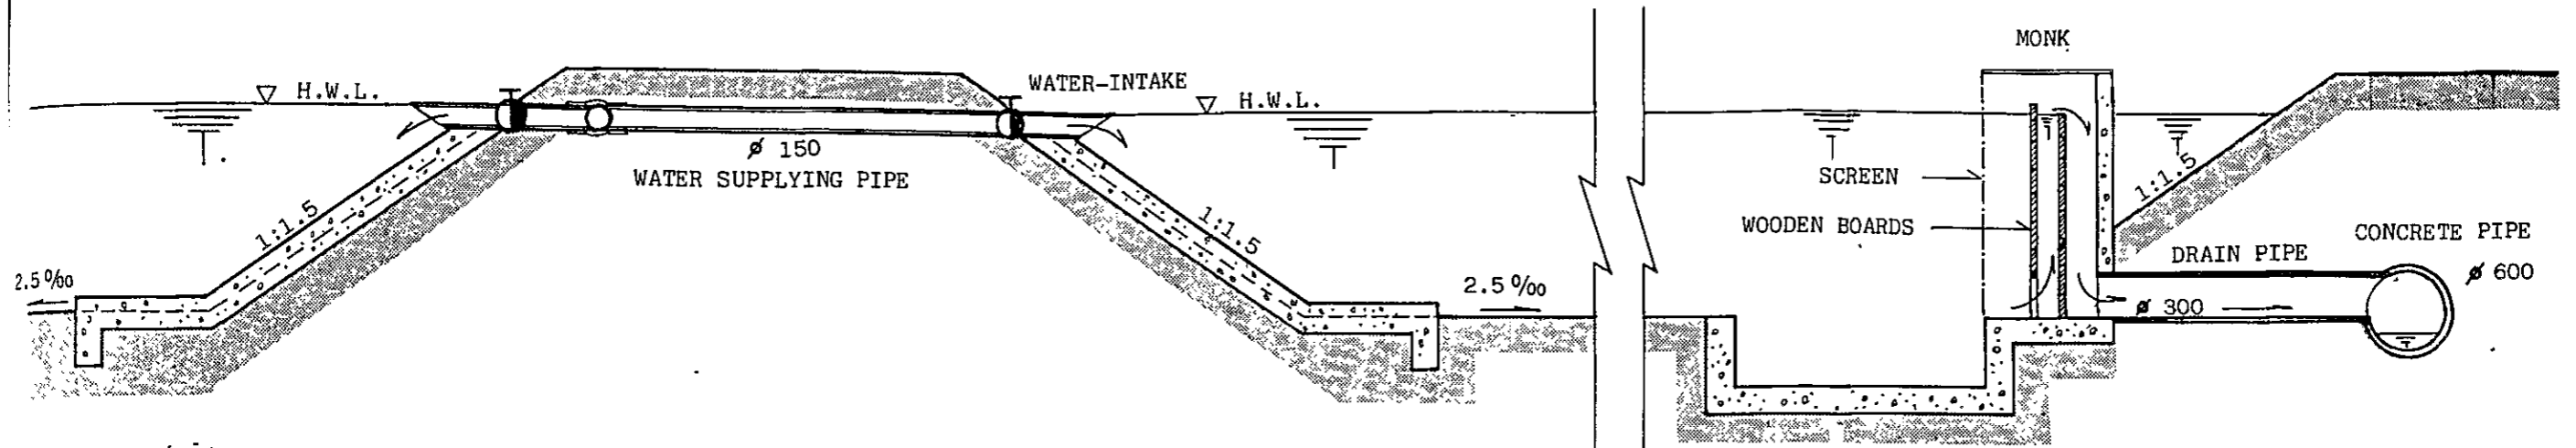 MONK
H.W.L.
WATER-INTAKE
H.W.L.
ø 150
WATER SUPPLYING PIPE
1:1.5
1:1.5
SCREEN
1:1.5
WOODEN BOARDS
DRAIN PIPE
CONCRETE PIPE
ø 600
2.5‰
2.5‰
ø 300